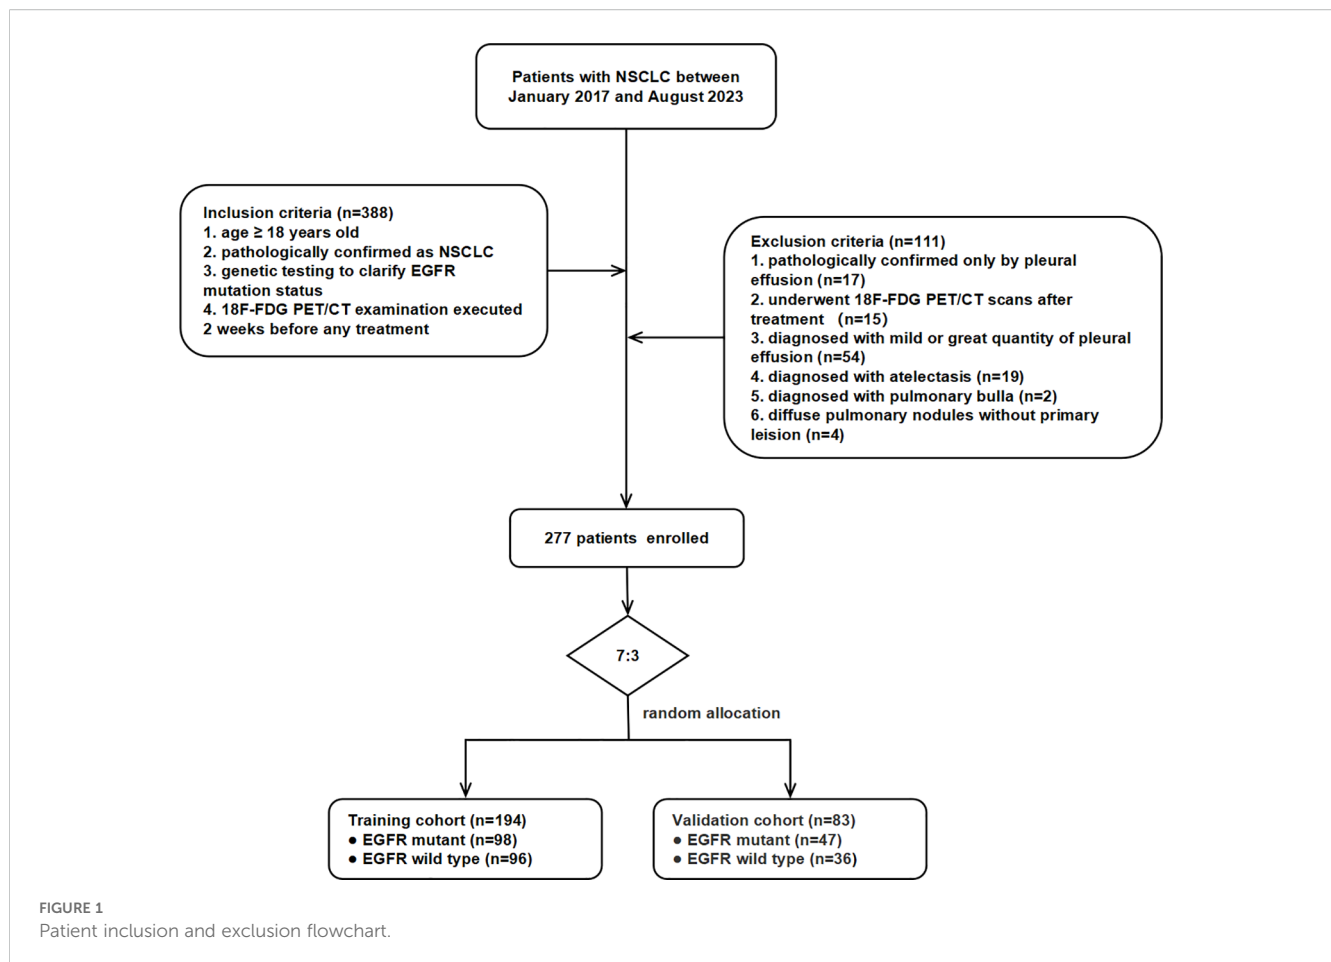 Patients with NSCLC between
January 2017 and August 2023
Inclusion criteria (n=388)
1. age ≥ 18 years old
2. pathologically confirmed as NSCLC
3. genetic testing to clarify EGFR
mutation status
4. 18F-FDG PET/CT examination executed
2 weeks before any treatment
Exclusion criteria (n=111)
1. pathologically confirmed only by pleural
effusion (n=17)
2. underwent 18F-FDG PET/CT scans after
treatment (n=15)
3. diagnosed with mild or great quantity of pleural
effusion (n=54)
4. diagnosed with atelectasis (n=19)
5. diagnosed with pulmonary bulla (n=2)
6. diffuse pulmonary nodules without primary
leision (n=4)
277 patients enrolled
7:3
random allocation
Training cohort (n=194)
● EGFR mutant (n=98)
● EGFR wild type (n=96)
Validation cohort (n=83)
● EGFR mutant (n=47)
● EGFR wild type (n=36)
FIGURE 1
Patient inclusion and exclusion flowchart.